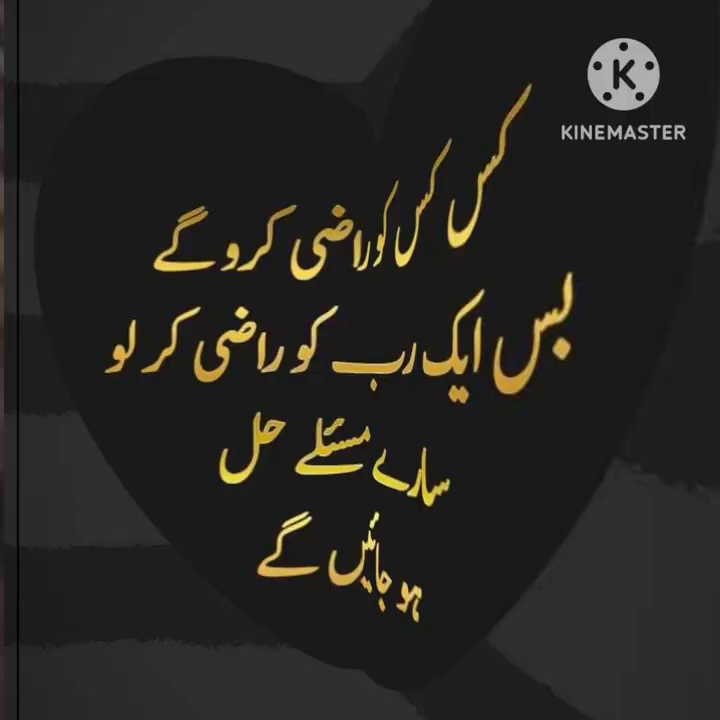 KINEMASTER
کس کس کو راضی کرو گے
بس ایک رب کو راضی کر لو
سارے مسئلے حل
ہو جائیں گے